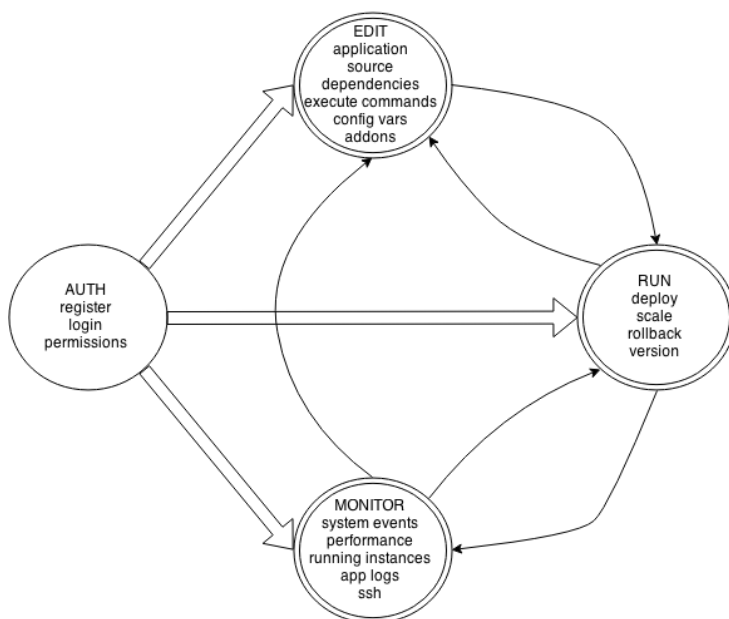 EDIT
application
source
dependencies
execute commands
config vars
addons
AUTH
register
login
permissions
RUN
deploy
scale
rollback
version
MONITOR
system events
performance
running instances
app logs
ssh